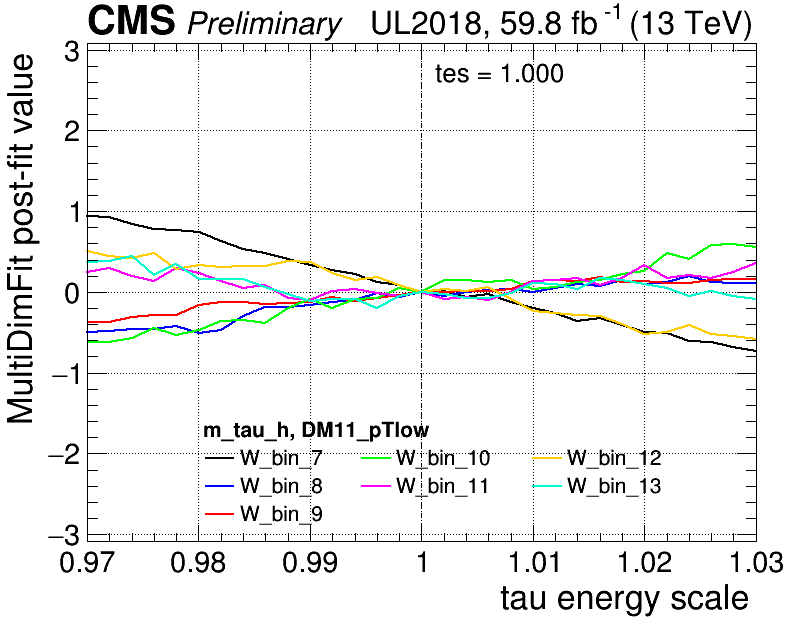 CMS Preliminary UL2018, 59.8 fb⁻¹ (13 TeV)
MultiDimFit post-fit value
tes = 1.000
3
2
1
0
−1
−2
−3
m_tau_h, DM11_pTlow
W_bin_7 W_bin_10 W_bin_12
W_bin_8 W_bin_11 W_bin_13
W_bin_9
0.97 0.98 0.99 1 1.01 1.02 1.03
tau energy scale